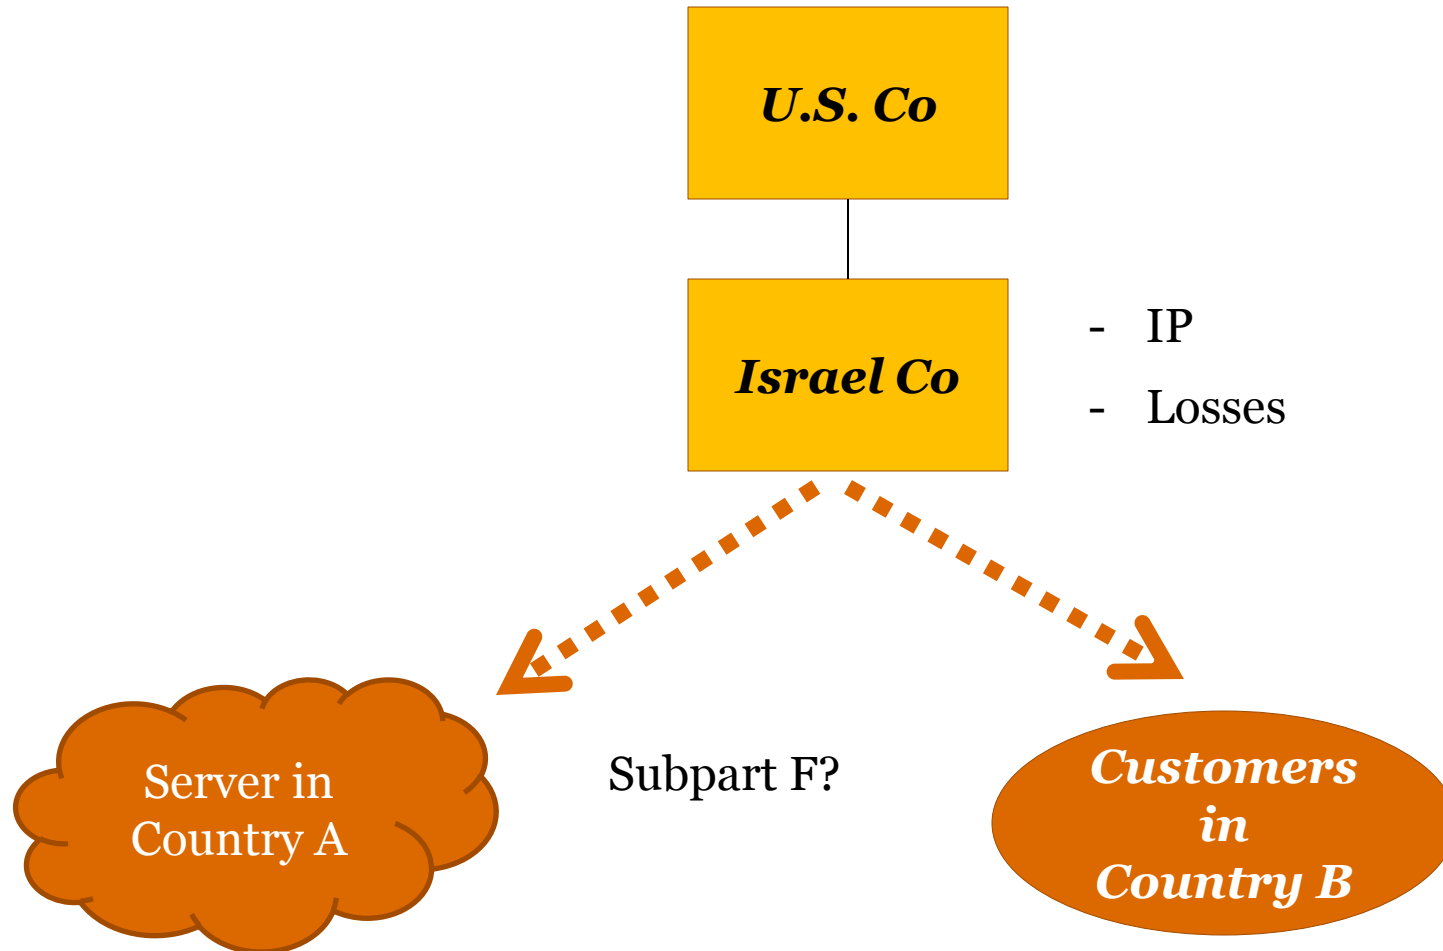 U.S. Co
Israel Co
- IP
- Losses
Server in
Country A
Subpart F?
Customers
in
Country B